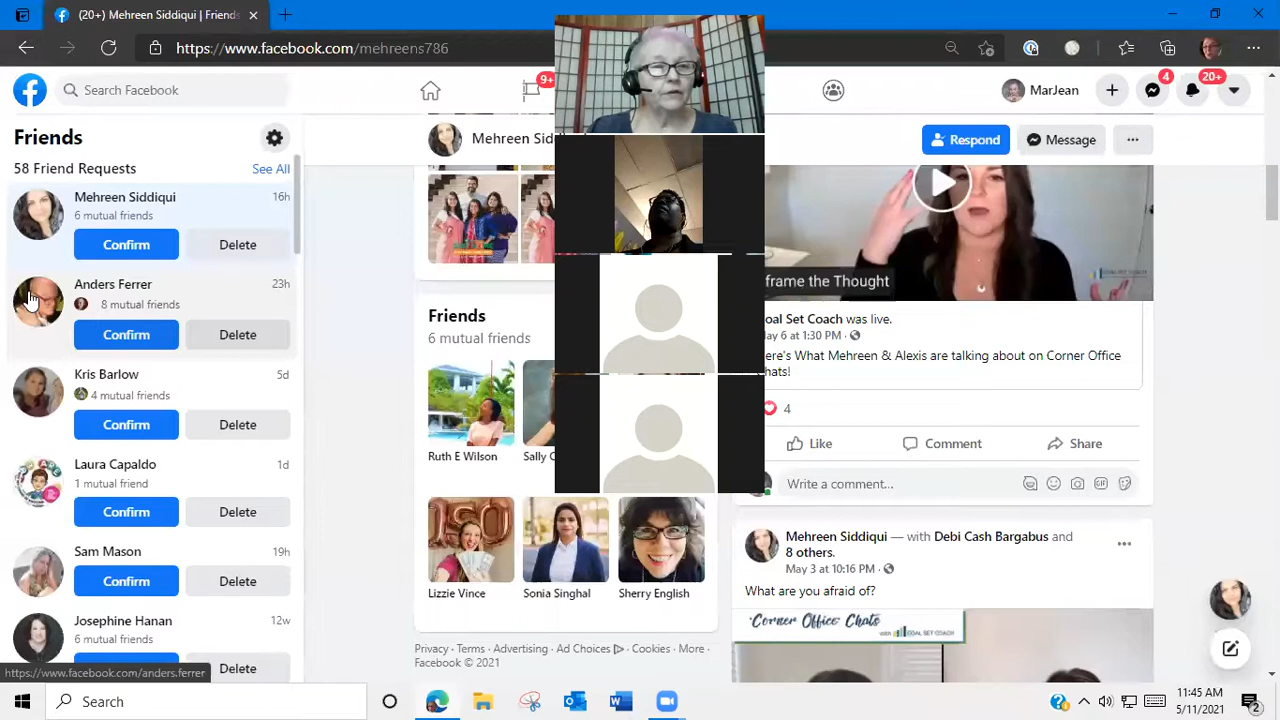 (20+) Mehreen Siddiqui | Friends
https://www.facebook.com/mehreens786
Search Facebook
9+
MarJean
4
20+
Friends
58 Friend Requests
See All
Mehreen Siddiqui
16h
6 mutual friends
Confirm
Delete
Anders Ferrer
23h
8 mutual friends
Confirm
Delete
Kris Barlow
5d
4 mutual friends
Confirm
Delete
Laura Capaldo
1d
1 mutual friend
Confirm
Delete
Sam Mason
19h
Confirm
Delete
Josephine Hanan
12w
6 mutual friends
Delete
https://www.facebook.com/anders.ferrer
Mehreen Sid
Respond
Message
Friends
6 mutual friends
Ruth E Wilson
Sally
Lizzie Vince
Sonia Singhal
Sherry English
Privacy · Terms · Advertising · Ad Choices · Cookies · More ·
Facebook © 2021
frame the Thought
oal Set Coach was live.
ay 6 at 1:30 PM ·
ere's What Mehreen & Alexis are talking about on Corner Office
hats!
4
Like
Comment
Share
Write a comment...
GIF
Mehreen Siddiqui — with Debi Cash Bargabus and
8 others.
May 3 at 10:16 PM ·
What are you afraid of?
Corner Office Chats
with GOAL SET COACH
Search
11:45 AM
5/11/2021
2